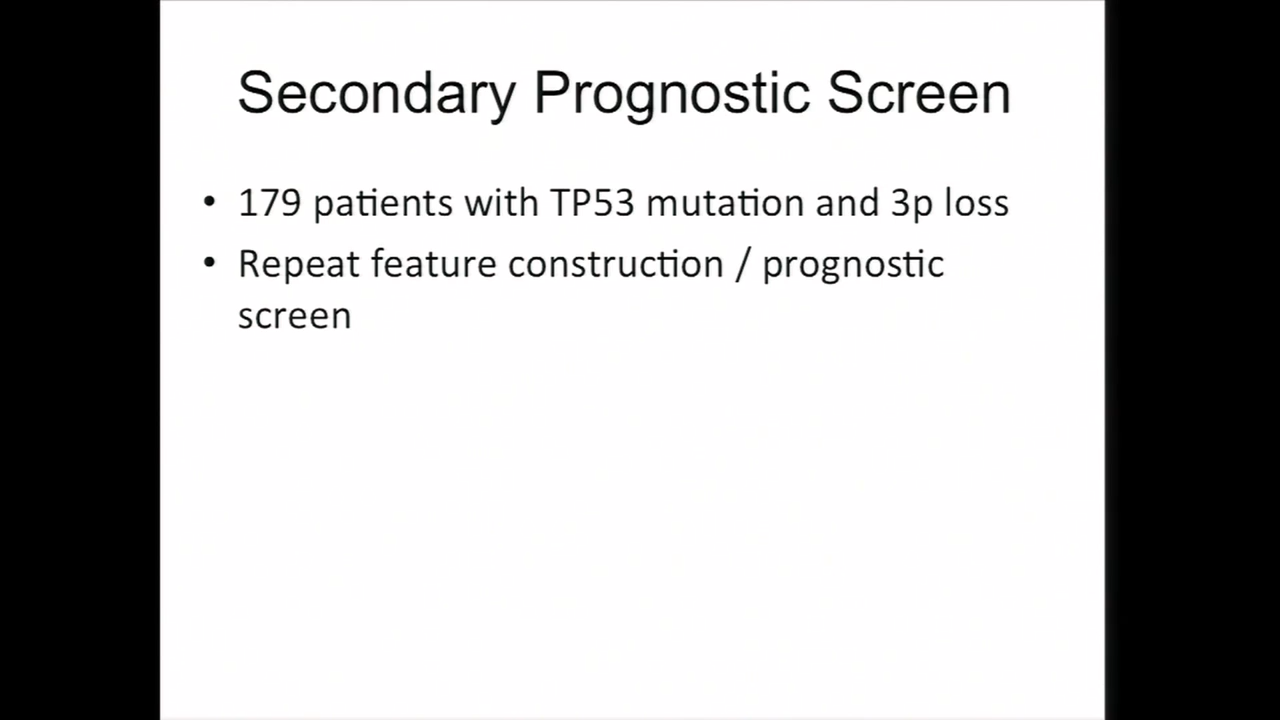 Secondary Prognostic Screen
• 179 patients with TP53 mutation and 3p loss
• Repeat feature construction / prognostic
screen